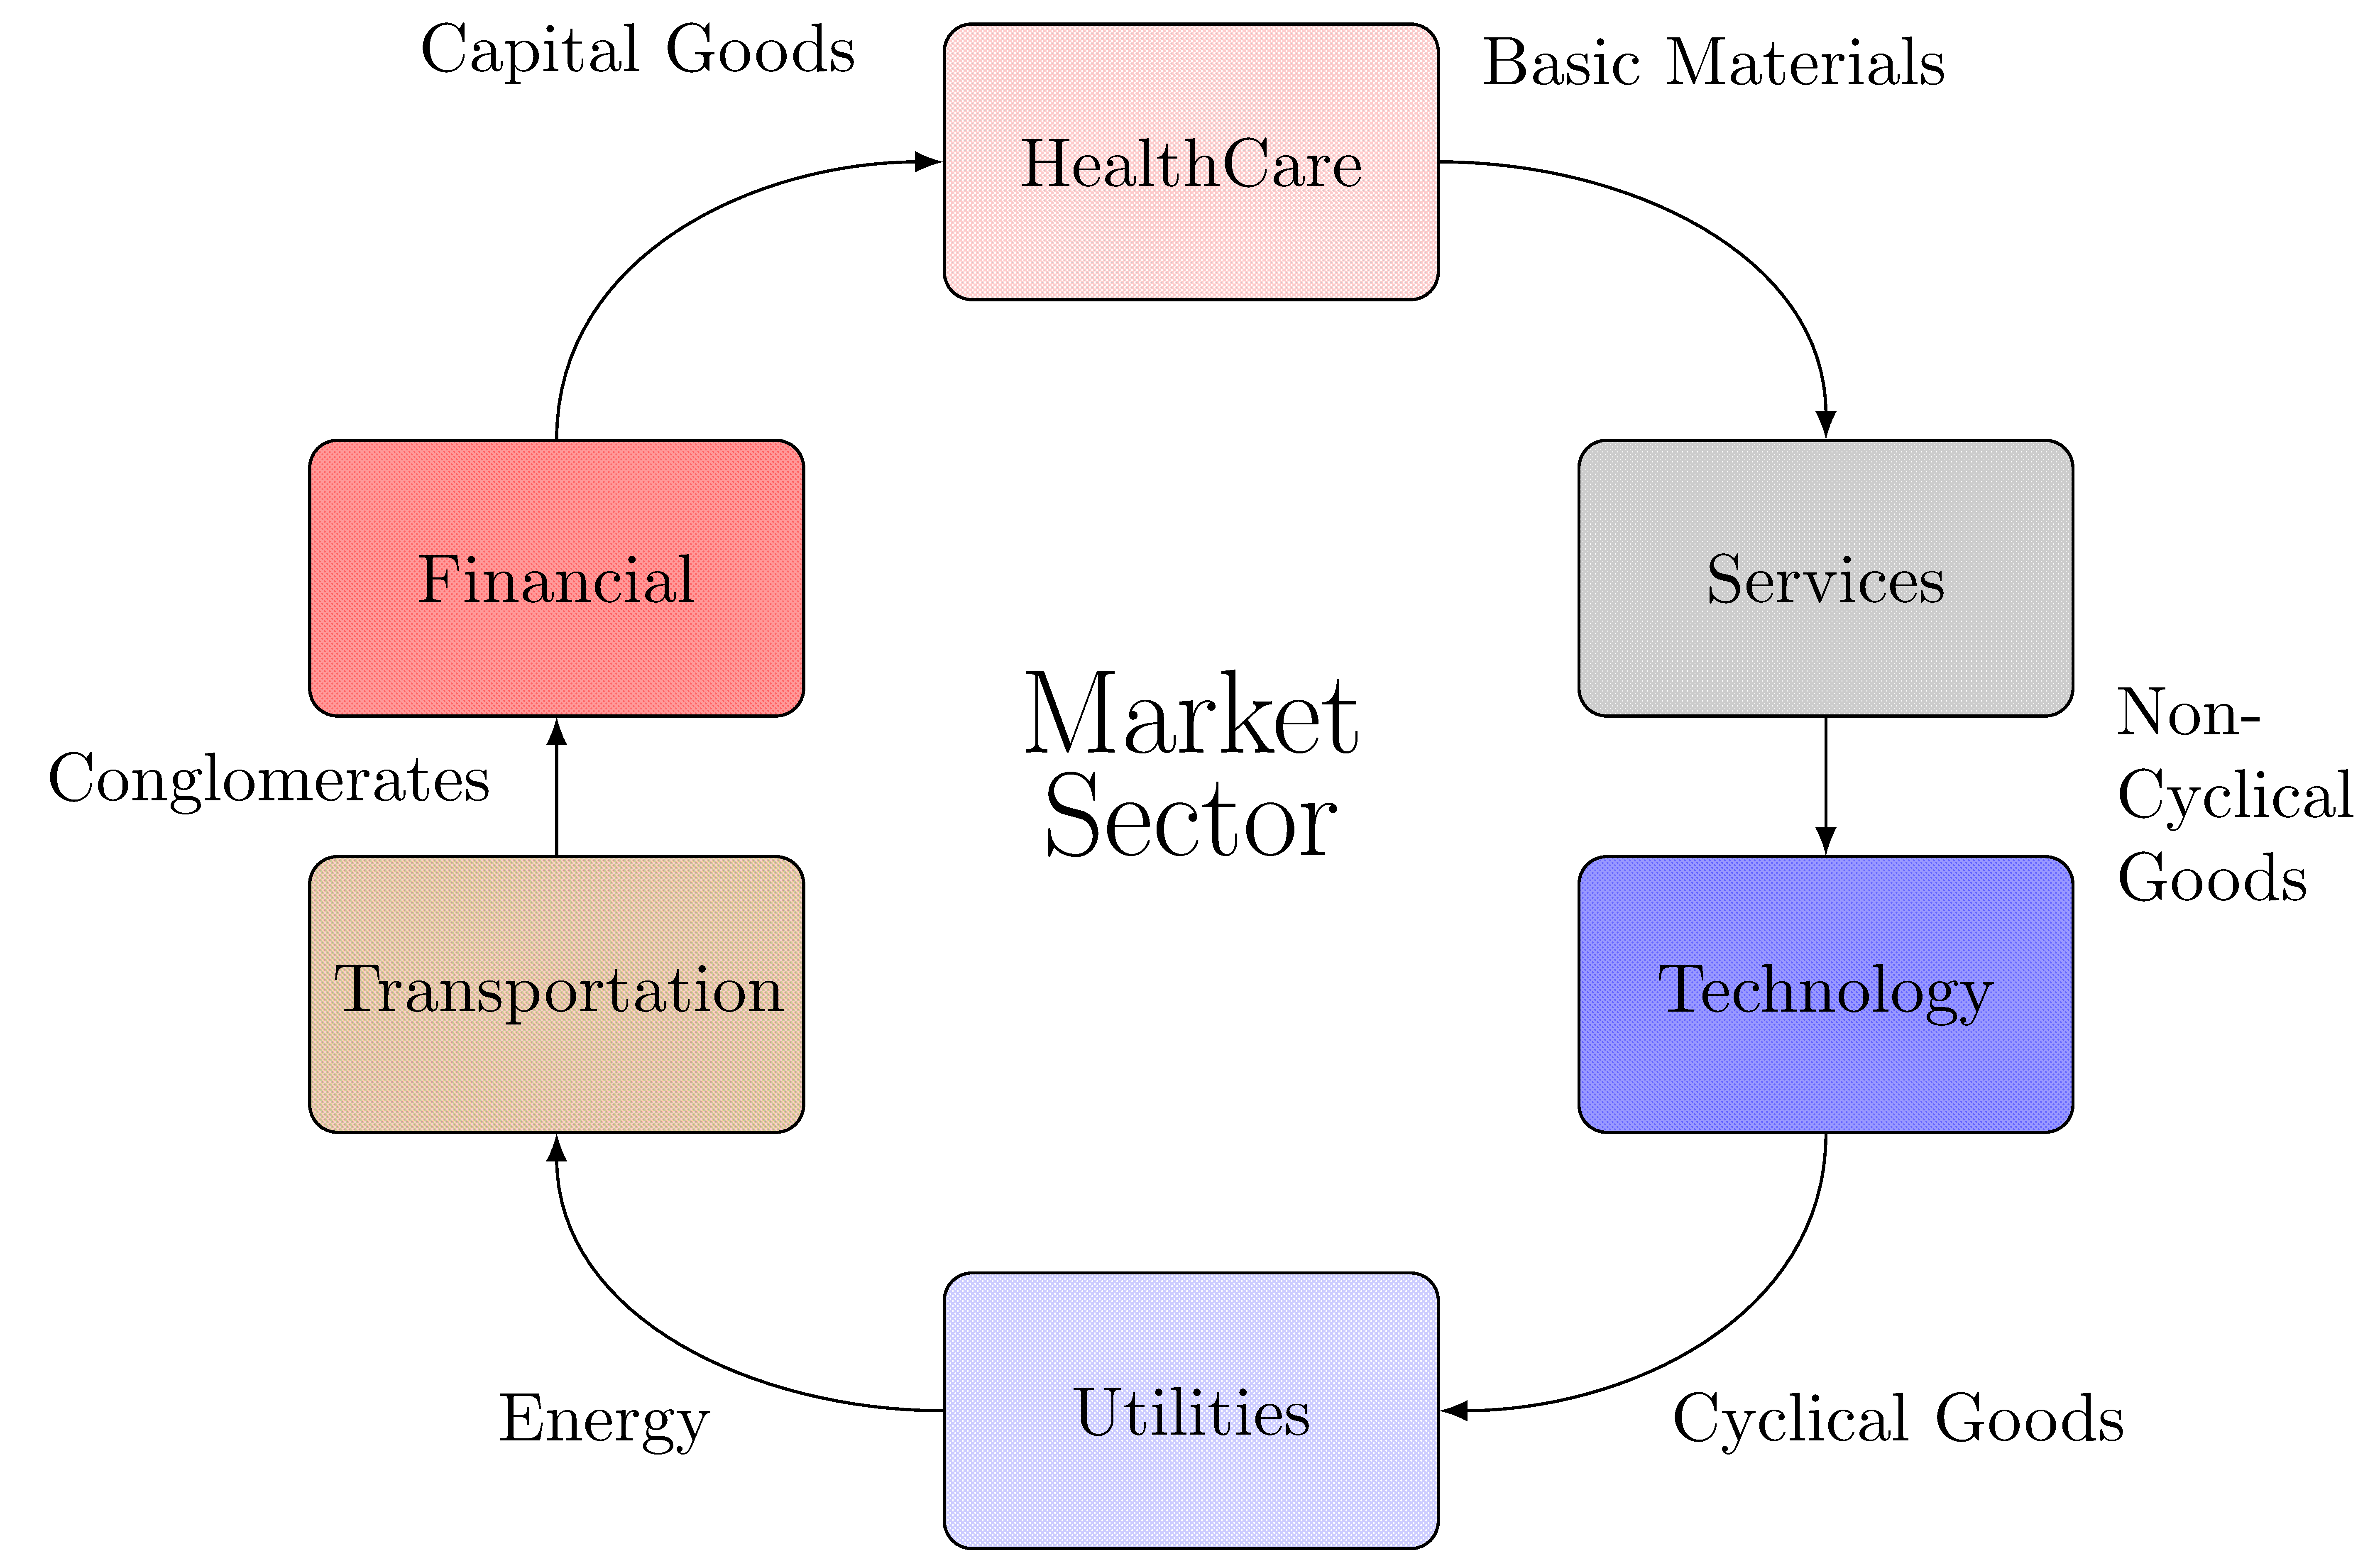 Capital Goods
HealthCare
Basic Materials
Financial
Services
Market
Sector
Conglomerates
Non-
Cyclical
Goods
Transportation
Technology
Energy
Utilities
Cyclical Goods